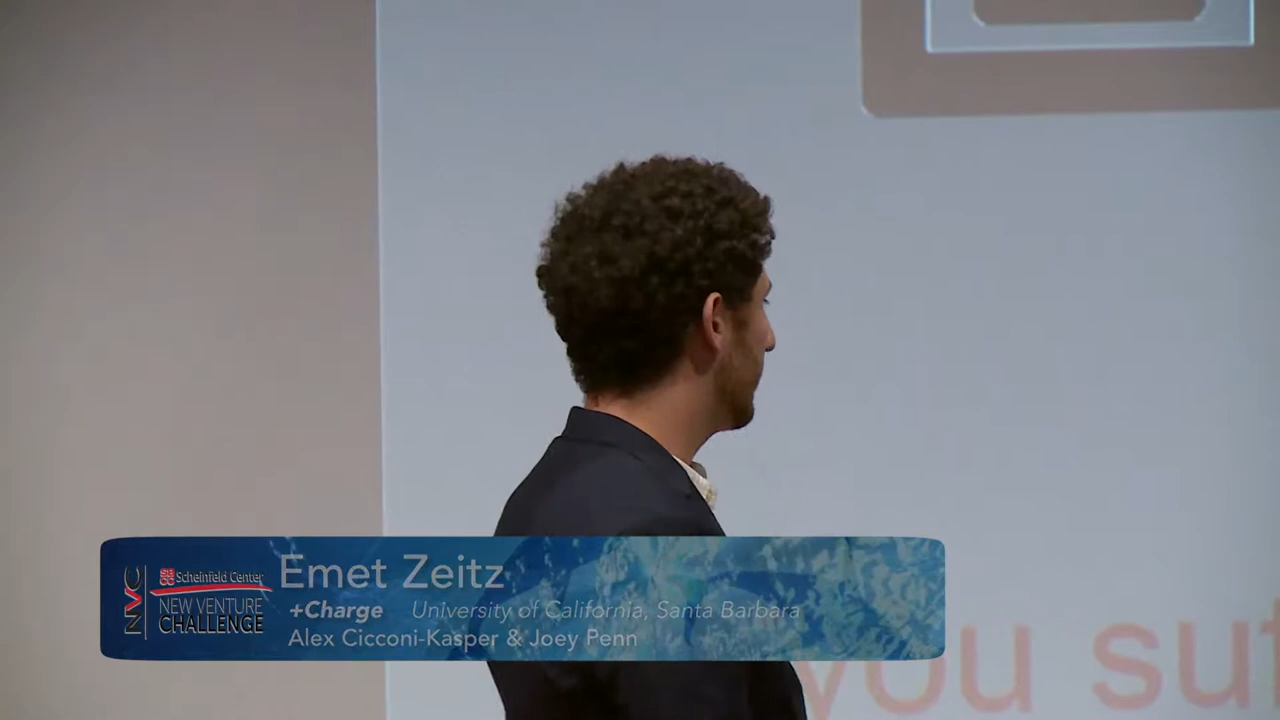 NVC
SBCC Scheinfeld Center
NEW VENTURE
CHALLENGE
Emet Zeitz
+Charge University of California, Santa Barbara
Alex Cicconi-Kasper & Joey Penn
you suf